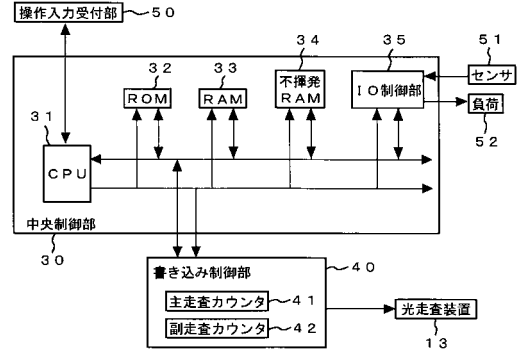 操作入力受付部
50
34
35
51
32
33
不揮発
RAM
IO制御部
センサ
ROM
RAM
負荷
31
52
CPU
中央制御部
30
書き込み制御部
40
主走査カウンタ
41
光走査装置
副走査カウンタ
42
13